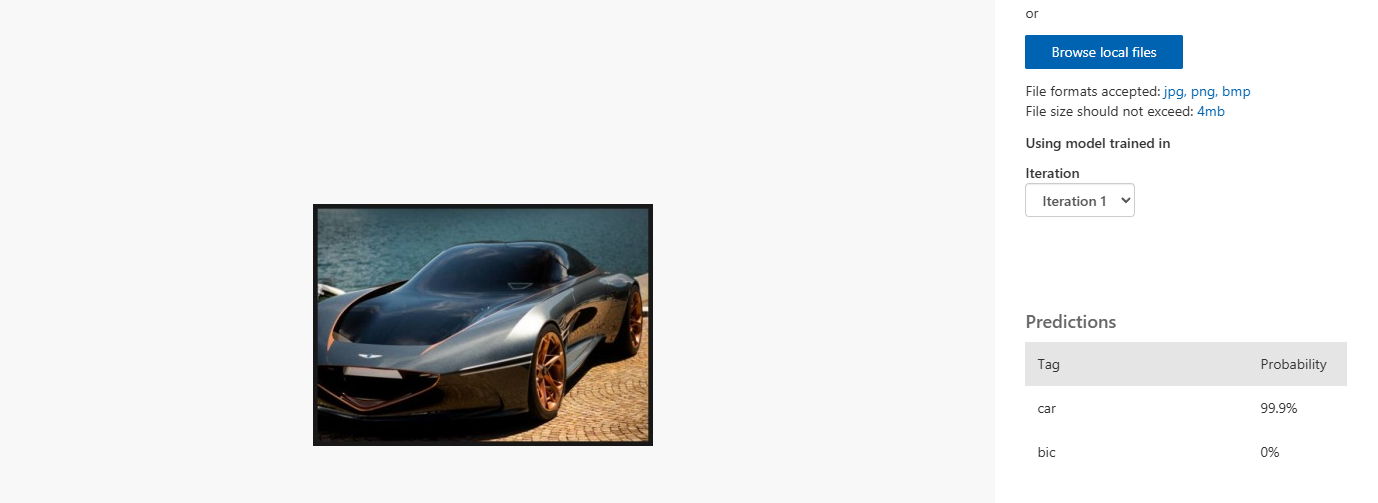 or
Browse local files
File formats accepted: jpg, png, bmp
File size should not exceed: 4mb
Using model trained in
Iteration
Iteration 1
Predictions
Tag Probability
car 99.9%
bic 0%